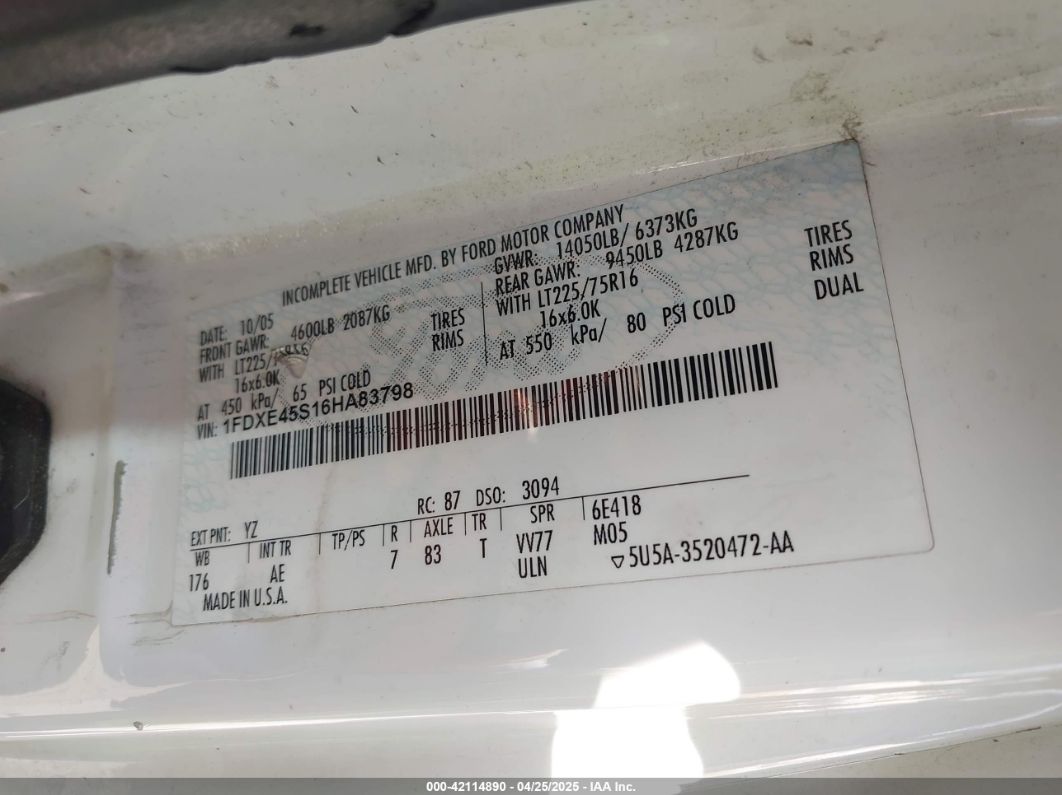 INCOMPLETE VEHICLE MFD. BY FORD MOTOR COMPANY
DATE: 10/05
FRONT GAWR: 4600LB 2087KG
WITH LT225/75R16 TIRES
16x6.0K RIMS
AT 450 kPa/ 65 PSI COLD
GVWR: 14050LB/ 6373KG
REAR GAWR: 9450LB 4287KG
WITH LT225/75R16 TIRES
16x6.0K RIMS
AT 550 kPa/ 80 PSI COLD DUAL
VIN: 1FDXE45S16HA83798
RC: 87 DSO: 3094
EXT PNT: YZ
WB INT TR TP/PS R AXLE TR SPR 6E418
176 AE 7 83 T VV77 M05
ULN 5U5A-3520472-AA
MADE IN U.S.A.
000-42114890 - 04/25/2025 - IAA Inc.